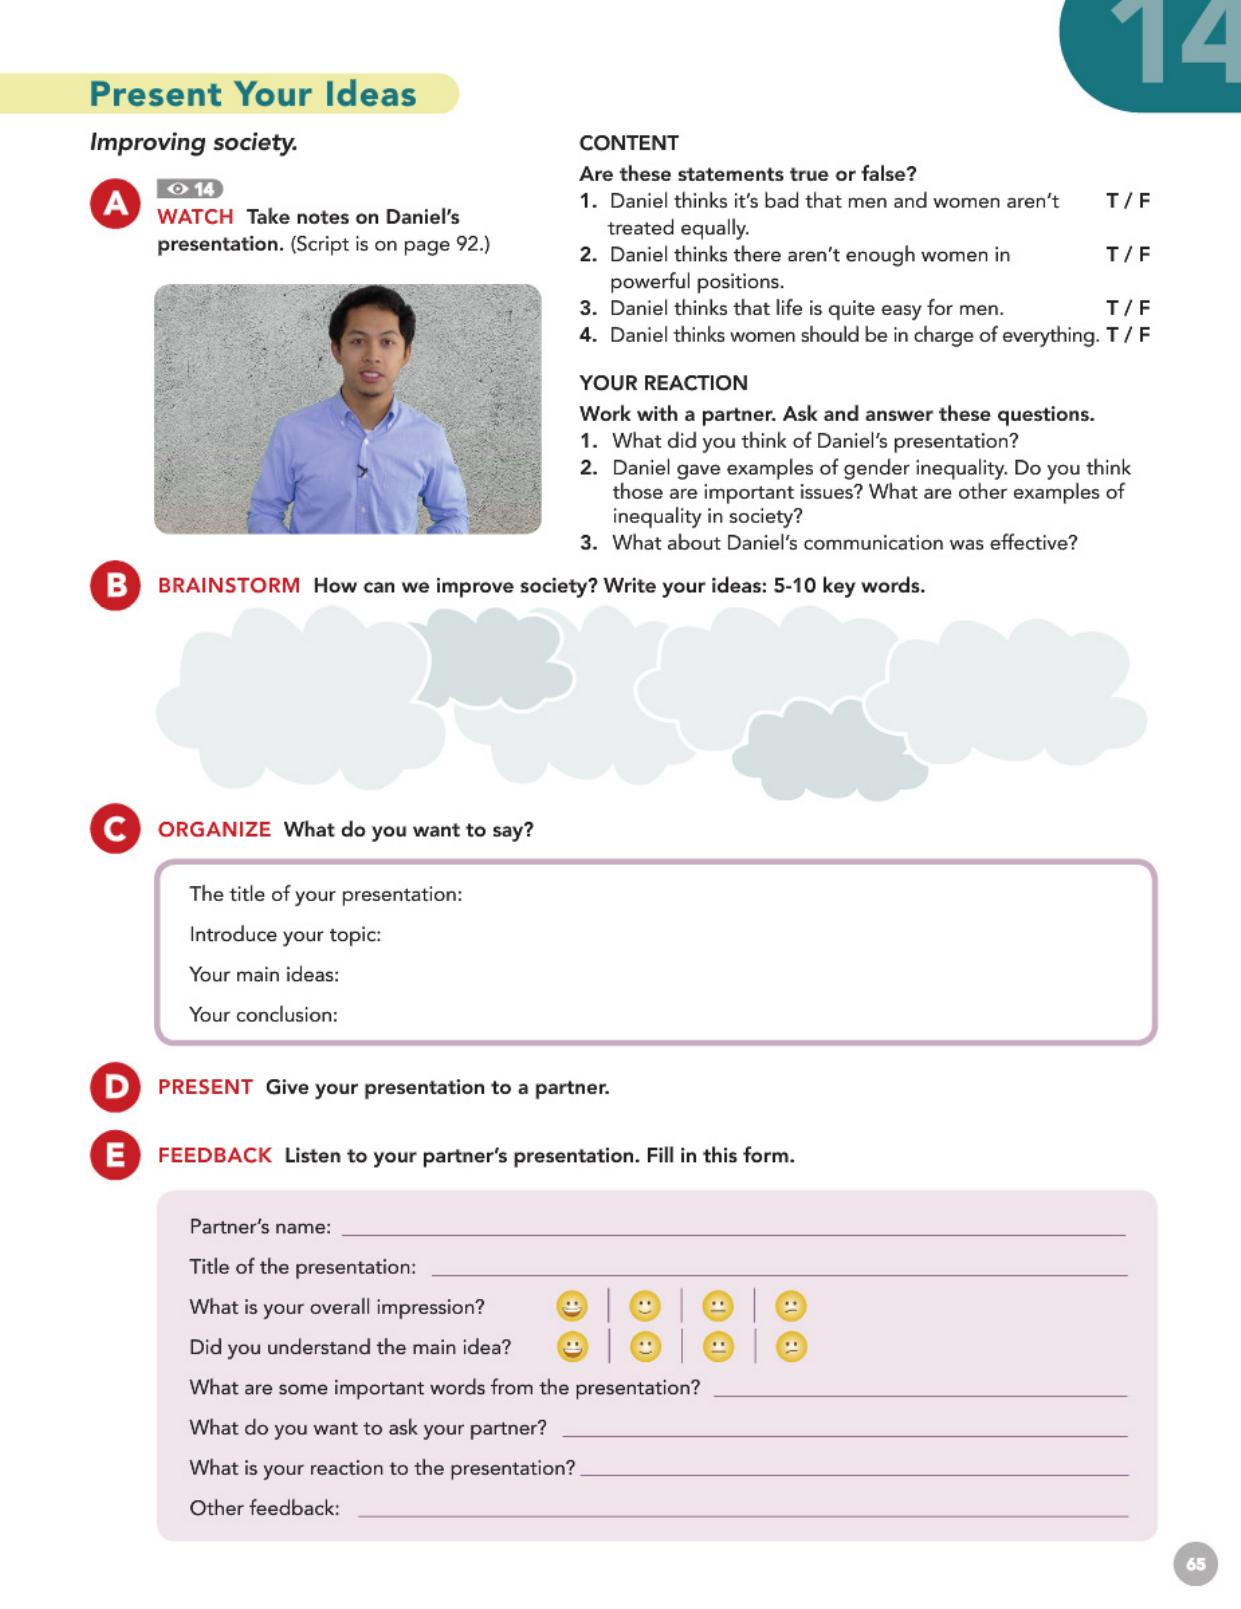 14
Present Your Ideas
Improving society.
A
14
WATCH Take notes on Daniel's
presentation. (Script is on page 92.)
CONTENT
Are these statements true or false?
1. Daniel thinks it's bad that men and women aren't T / F
treated equally.
2. Daniel thinks there aren't enough women in T / F
powerful positions.
3. Daniel thinks that life is quite easy for men. T / F
4. Daniel thinks women should be in charge of everything. T / F
YOUR REACTION
Work with a partner. Ask and answer these questions.
1. What did you think of Daniel's presentation?
2. Daniel gave examples of gender inequality. Do you think
those are important issues? What are other examples of
inequality in society?
3. What about Daniel's communication was effective?
B
BRAINSTORM How can we improve society? Write your ideas: 5-10 key words.
C
ORGANIZE What do you want to say?
The title of your presentation:
Introduce your topic:
Your main ideas:
Your conclusion:
D
PRESENT Give your presentation to a partner.
E
FEEDBACK Listen to your partner's presentation. Fill in this form.
Partner's name:
Title of the presentation:
What is your overall impression?
Did you understand the main idea?
What are some important words from the presentation?
What do you want to ask your partner?
What is your reaction to the presentation?
Other feedback:
65